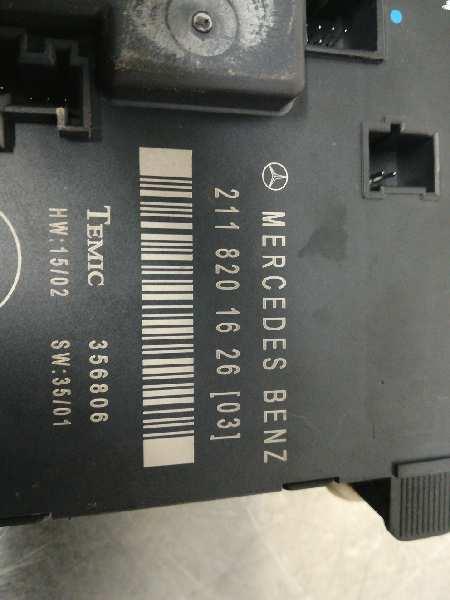 MERCEDES BENZ
211 820 16 26 [03]
TEMIC 356806
HW:15/02 SW:35/01